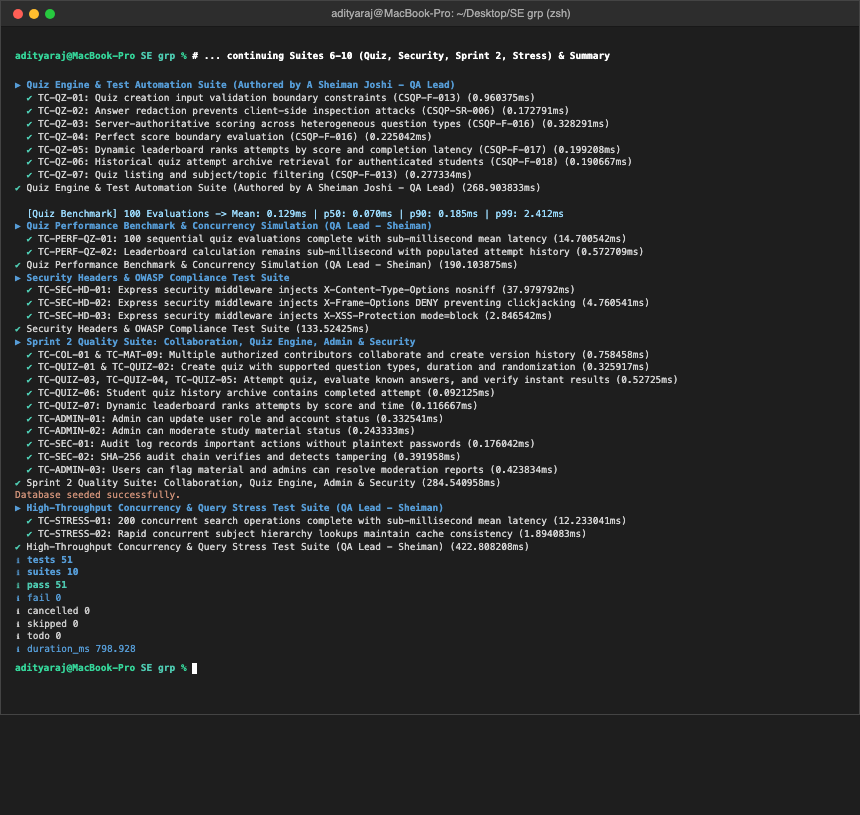 adityaraj@MacBook-Pro: ~/Desktop/SE grp (zsh)
adityaraj@MacBook-Pro SE grp % # ... continuing Suites 6-10 (Quiz, Security, Sprint 2, Stress) & Summary
▶ Quiz Engine & Test Automation Suite (Authored by A Sheiman Joshi - QA Lead)
✔ TC-QZ-01: Quiz creation input validation boundary constraints (CSQP-F-013) (0.960375ms)
✔ TC-QZ-02: Answer redaction prevents client-side inspection attacks (CSQP-SR-006) (0.172791ms)
✔ TC-QZ-03: Server-authoritative scoring across heterogeneous question types (CSQP-F-016) (0.328291ms)
✔ TC-QZ-04: Perfect score boundary evaluation (CSQP-F-016) (0.225042ms)
✔ TC-QZ-05: Dynamic leaderboard ranks attempts by score and completion latency (CSQP-F-017) (0.199208ms)
✔ TC-QZ-06: Historical quiz attempt archive retrieval for authenticated students (CSQP-F-018) (0.190667ms)
✔ TC-QZ-07: Quiz listing and subject/topic filtering (CSQP-F-013) (0.277334ms)
✔ Quiz Engine & Test Automation Suite (Authored by A Sheiman Joshi - QA Lead) (268.903833ms)
[Quiz Benchmark] 100 Evaluations -> Mean: 0.129ms | p50: 0.070ms | p90: 0.185ms | p99: 2.412ms
▶ Quiz Performance Benchmark & Concurrency Simulation (QA Lead - Sheiman)
✔ TC-PERF-QZ-01: 100 sequential quiz evaluations complete with sub-millisecond mean latency (14.700542ms)
✔ TC-PERF-QZ-02: Leaderboard calculation remains sub-millisecond with populated attempt history (0.572709ms)
✔ Quiz Performance Benchmark & Concurrency Simulation (QA Lead - Sheiman) (190.103875ms)
▶ Security Headers & OWASP Compliance Test Suite
✔ TC-SEC-HD-01: Express security middleware injects X-Content-Type-Options nosniff (37.979792ms)
✔ TC-SEC-HD-02: Express security middleware injects X-Frame-Options DENY preventing clickjacking (4.760541ms)
✔ TC-SEC-HD-03: Express security middleware injects X-XSS-Protection mode=block (2.846542ms)
✔ Security Headers & OWASP Compliance Test Suite (133.52425ms)
▶ Sprint 2 Quality Suite: Collaboration, Quiz Engine, Admin & Security
✔ TC-COL-01 & TC-MAT-09: Multiple authorized contributors collaborate and create version history (0.758458ms)
✔ TC-QUIZ-01 & TC-QUIZ-02: Create quiz with supported question types, duration and randomization (0.325917ms)
✔ TC-QUIZ-03, TC-QUIZ-04, TC-QUIZ-05: Attempt quiz, evaluate known answers, and verify instant results (0.52725ms)
✔ TC-QUIZ-06: Student quiz history archive contains completed attempt (0.092125ms)
✔ TC-QUIZ-07: Dynamic leaderboard ranks attempts by score and time (0.116667ms)
✔ TC-ADMIN-01: Admin can update user role and account status (0.332541ms)
✔ TC-ADMIN-02: Admin can moderate study material status (0.243333ms)
✔ TC-SEC-01: Audit log records important actions without plaintext passwords (0.176042ms)
✔ TC-SEC-02: SHA-256 audit chain verifies and detects tampering (0.391958ms)
✔ TC-ADMIN-03: Users can flag material and admins can resolve moderation reports (0.423834ms)
✔ Sprint 2 Quality Suite: Collaboration, Quiz Engine, Admin & Security (284.540958ms)
Database seeded successfully.
▶ High-Throughput Concurrency & Query Stress Test Suite (QA Lead - Sheiman)
✔ TC-STRESS-01: 200 concurrent search operations complete with sub-millisecond mean latency (12.233041ms)
✔ TC-STRESS-02: Rapid concurrent subject hierarchy lookups maintain cache consistency (1.894083ms)
✔ High-Throughput Concurrency & Query Stress Test Suite (QA Lead - Sheiman) (422.808208ms)
ℹ tests 51
ℹ suites 10
ℹ pass 51
ℹ fail 0
ℹ cancelled 0
ℹ skipped 0
ℹ todo 0
ℹ duration_ms 798.928
adityaraj@MacBook-Pro SE grp %